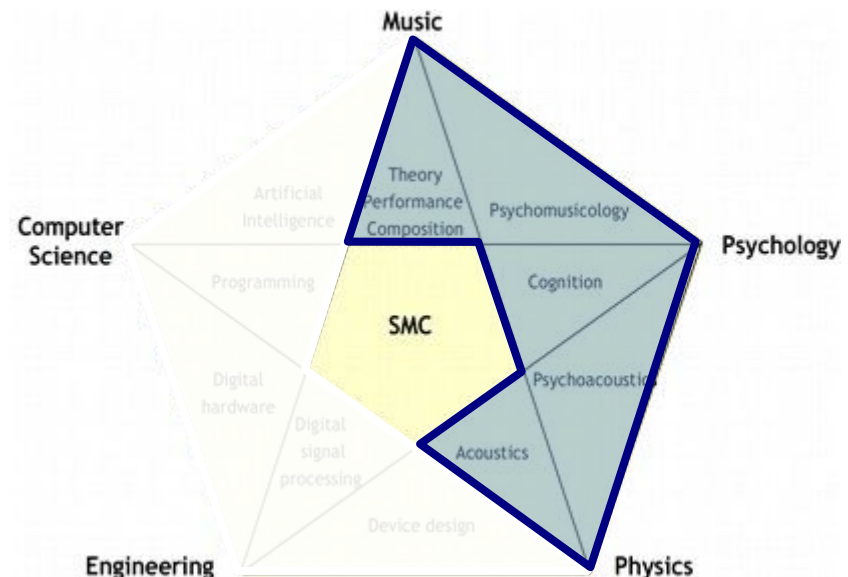 Music
Theory
Performance
Composition
Artificial
Intelligence
Psychomusicology
Computer
Science
Psychology
Programming
Cognition
SMC
Digital
hardware
Psychoacoustics
Digital
signal
processing
Acoustics
Device design
Engineering
Physics